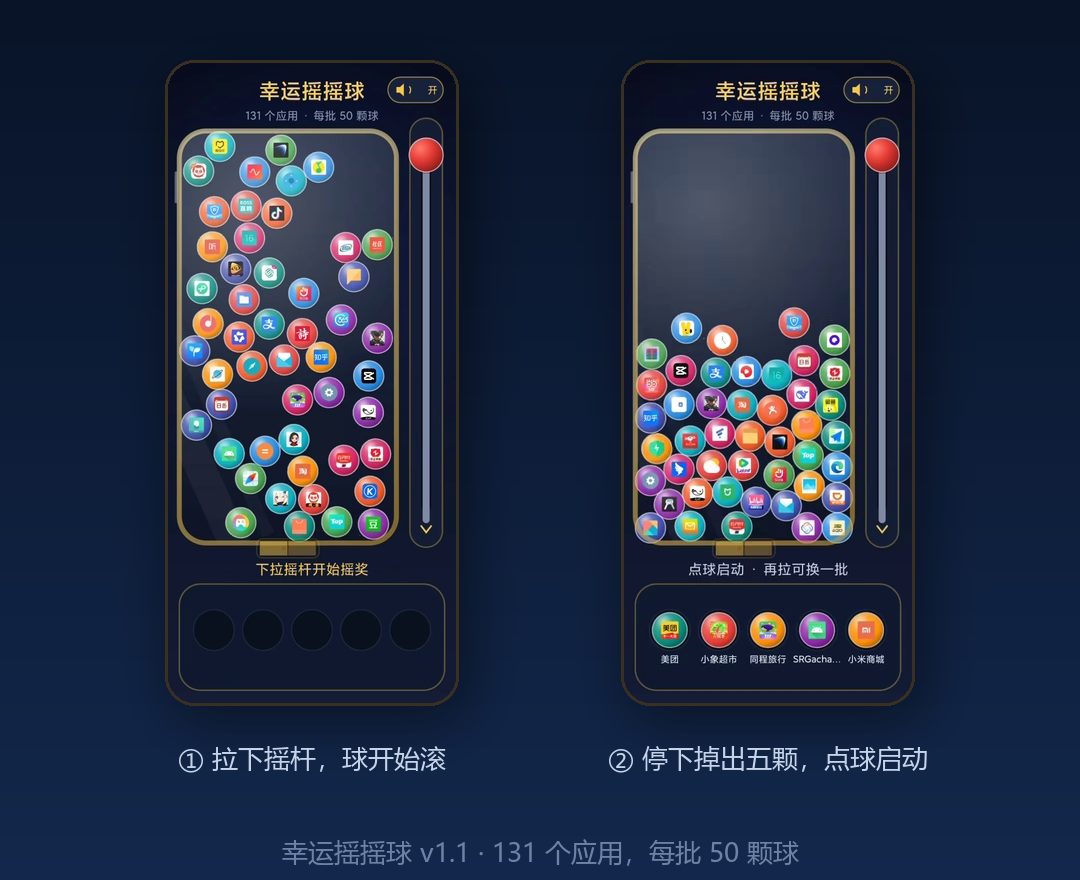 幸运摇摇球
开
131 个应用 · 每批 50 颗球
下拉摇杆开始摇奖
① 拉下摇杆，球开始滚
幸运摇摇球
开
131 个应用 · 每批 50 颗球
点球启动 · 再拉可换一批
美团
小象超市
同程旅行
SRGacha...
小米商城
② 停下掉出五颗，点球启动
幸运摇摇球 v1.1 · 131 个应用，每批 50 颗球